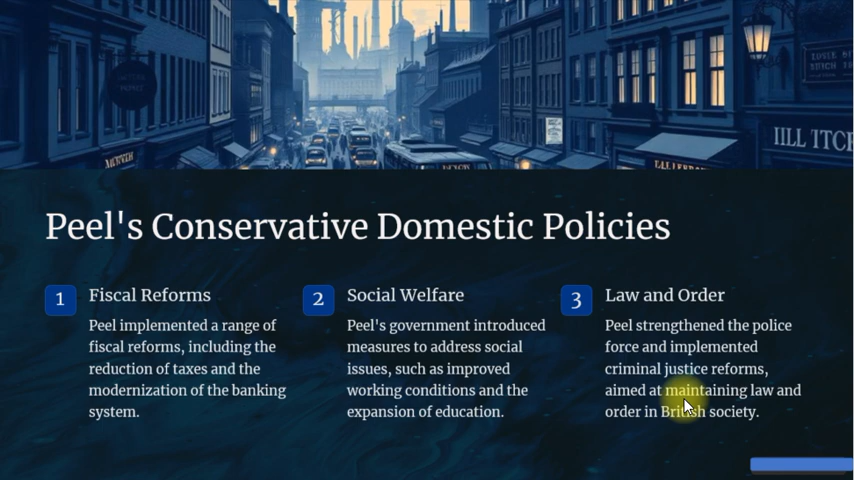 IILL ITCE
Peel's Conservative Domestic Policies
1
Fiscal Reforms
Peel implemented a range of
fiscal reforms, including the
reduction of taxes and the
modernization of the banking
system.
2
Social Welfare
Peel's government introduced
measures to address social
issues, such as improved
working conditions and the
expansion of education.
3
Law and Order
Peel strengthened the police
force and implemented
criminal justice reforms,
aimed at maintaining law and
order in British society.